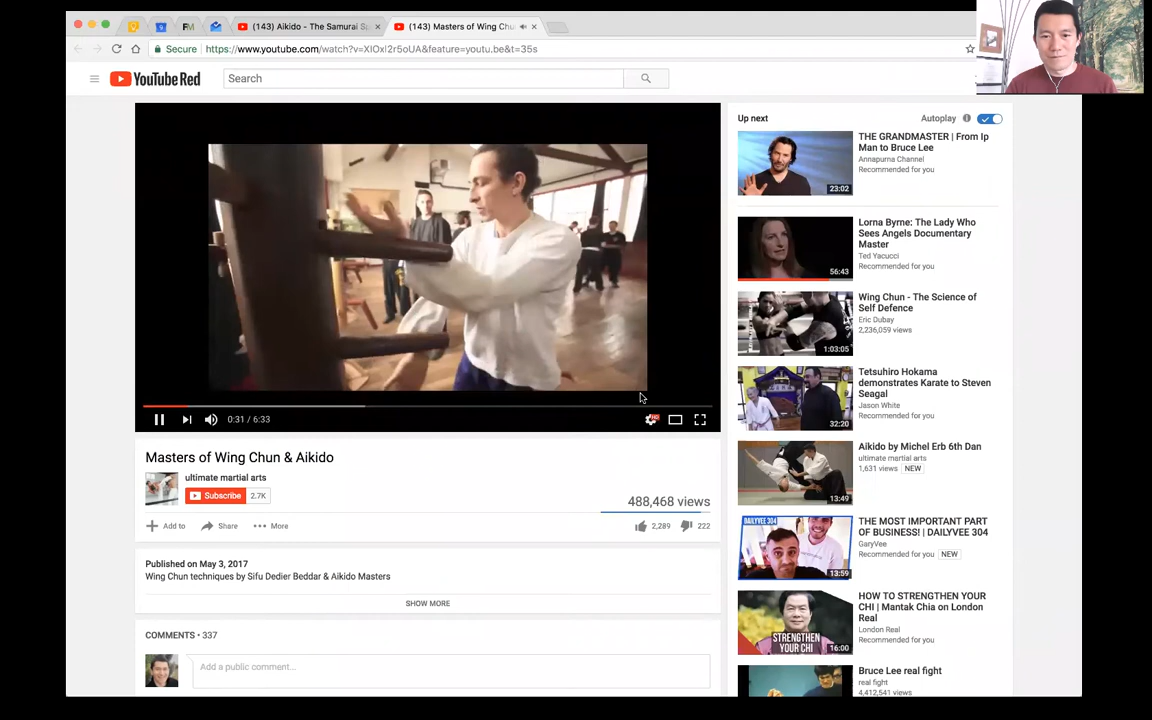 FM
(143) Aikido - The Samurai Sp
(143) Masters of Wing Chu
Secure
https://www.youtube.com/watch?v=XIOxI2r5oUA&feature=youtu.be&t=35s
YouTube Red
Search
0:31 / 6:33
HD
Masters of Wing Chun & Aikido
ultimate martial arts
Subscribe 2.7K
488,468 views
Add to Share More
2,289 222
Published on May 3, 2017
Wing Chun techniques by Sifu Dedier Beddar & Aikido Masters
SHOW MORE
COMMENTS • 337
Add a public comment...
Up next
Autoplay
THE GRANDMASTER | From Ip
Man to Bruce Lee
Annapurna Channel
Recommended for you
23:02
Lorna Byrne: The Lady Who
Sees Angels Documentary
Master
Ted Yacucci
Recommended for you
56:43
Wing Chun - The Science of
Self Defence
Eric Dubay
2,236,059 views
1:03:05
Tetsuhiro Hokama
demonstrates Karate to Steven
Seagal
Jason White
Recommended for you
32:20
Aikido by Michel Erb 6th Dan
ultimate martial arts
1,631 views NEW
13:49
DAILYVEE 304
THE MOST IMPORTANT PART
OF BUSINESS! | DAILYVEE 304
GaryVee
Recommended for you NEW
13:59
HOW TO STRENGTHEN YOUR
CHI | Mantak Chia on London
Real
London Real
Recommended for you
STRENGTHEN
YOUR CHI
16:00
Bruce Lee real fight
real fight
4,412,541 views